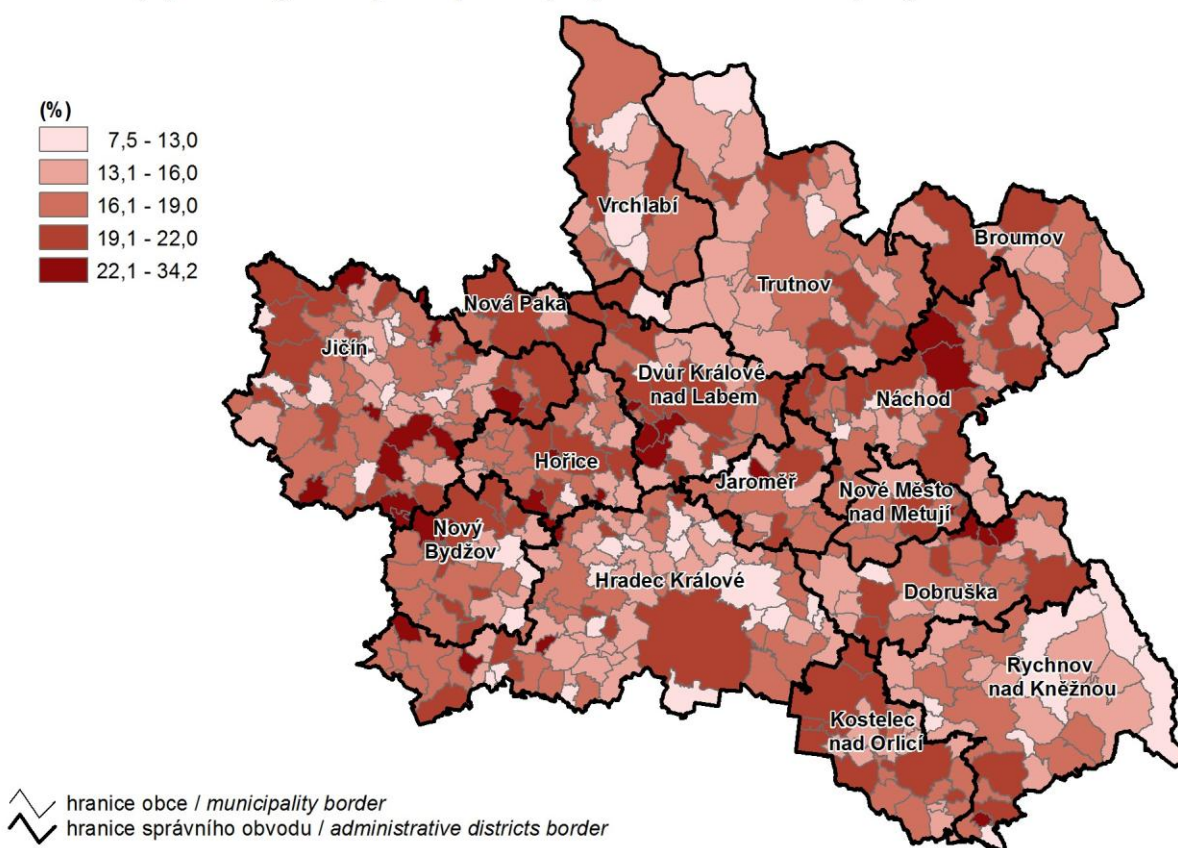 (%)
7,5 - 13,0
13,1 - 16,0
16,1 - 19,0
19,1 - 22,0
22,1 - 34,2
Vrchlabí
Broumov
Trutnov
Nová Paka
Jičín
Dvůr Králové
nad Labem
Náchod
Hořice
Jaroměř
Nové Město
nad Metují
Nový
Bydžov
Hradec Králové
Dobruška
Rychnov
nad Kněžnou
Kostelec
nad Orlicí
hranice obce / municipality border
hranice správního obvodu / administrative districts border